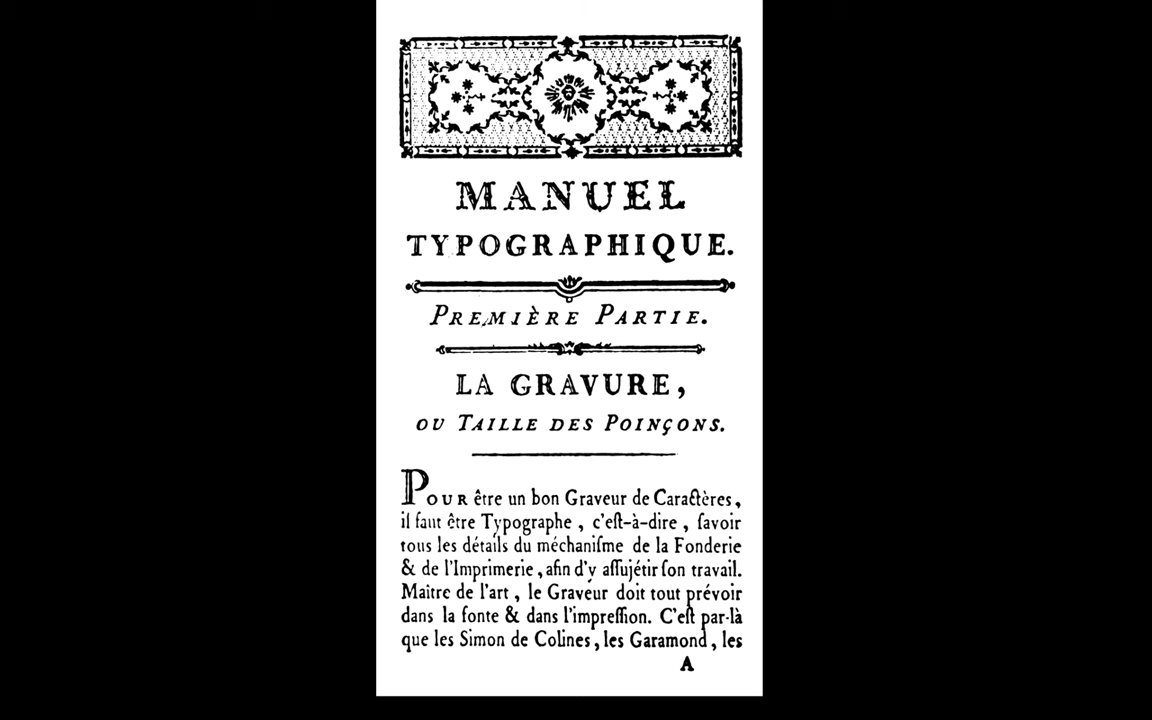 MANUEL
TYPOGRAPHIQUE.
PREMIÈRE PARTIE.
LA GRAVURE,
OU TAILLE DES POINÇONS.
POUR être un bon Graveur de Caractères,
il faut être Typographe, c'eſt-à-dire, ſavoir
tous les détails du méchaniſme de la Fonderie
& de l'Imprimerie, afin d'y aſſujétir ſon travail.
Maître de l'art, le Graveur doit tout prévoir
dans la fonte & dans l'impreſſion. C'eſt par-là
que les Simon de Colines, les Garamond, les
A